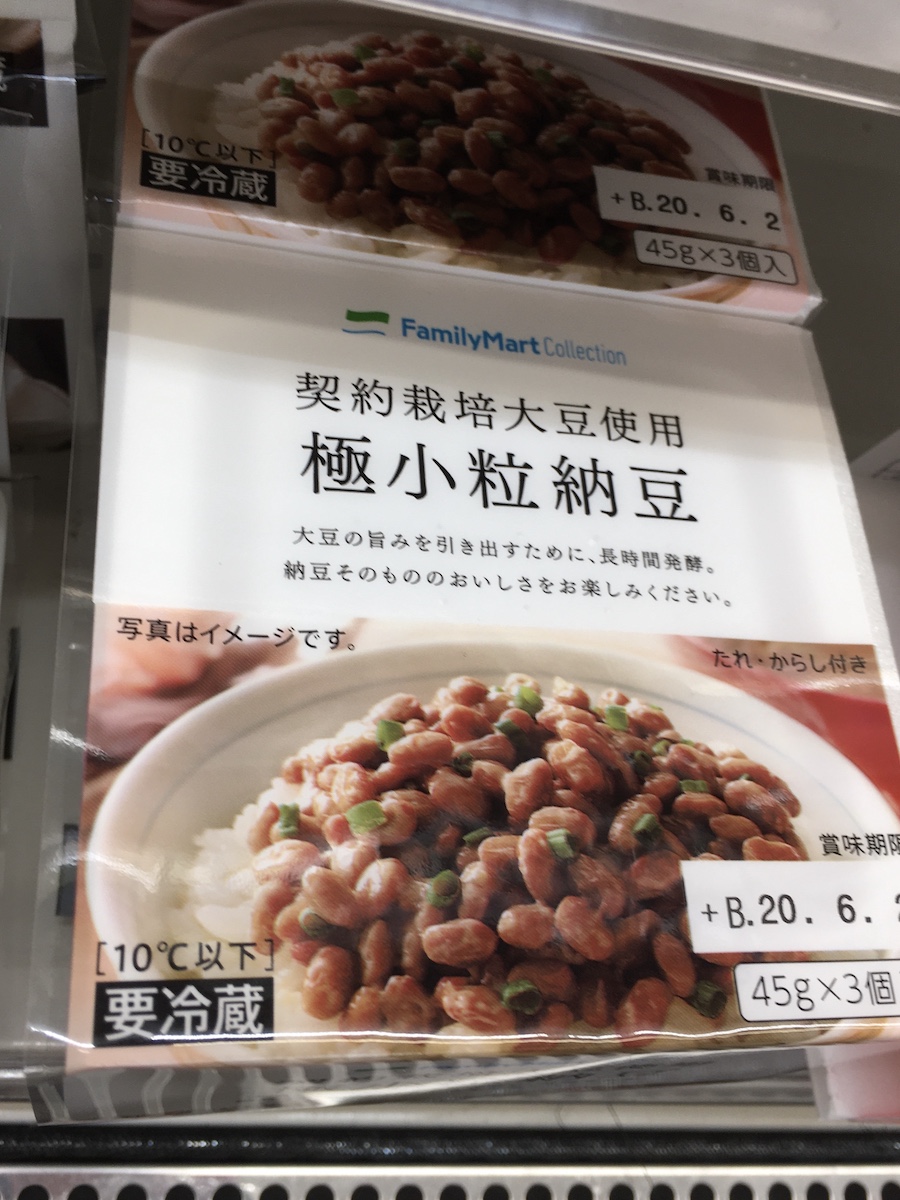 [10℃以下]
要冷蔵
賞味期限
+B.20. 6. 2
45g×3個入
FamilyMart Collection
契約栽培大豆使用
極小粒納豆
大豆の旨みを引き出すために、長時間発酵。
納豆そのもののおいしさをお楽しみください。
写真はイメージです。
たれ・からし付き
賞味期限
+B.20. 6. 2
[10℃以下]
要冷蔵
45g×3個